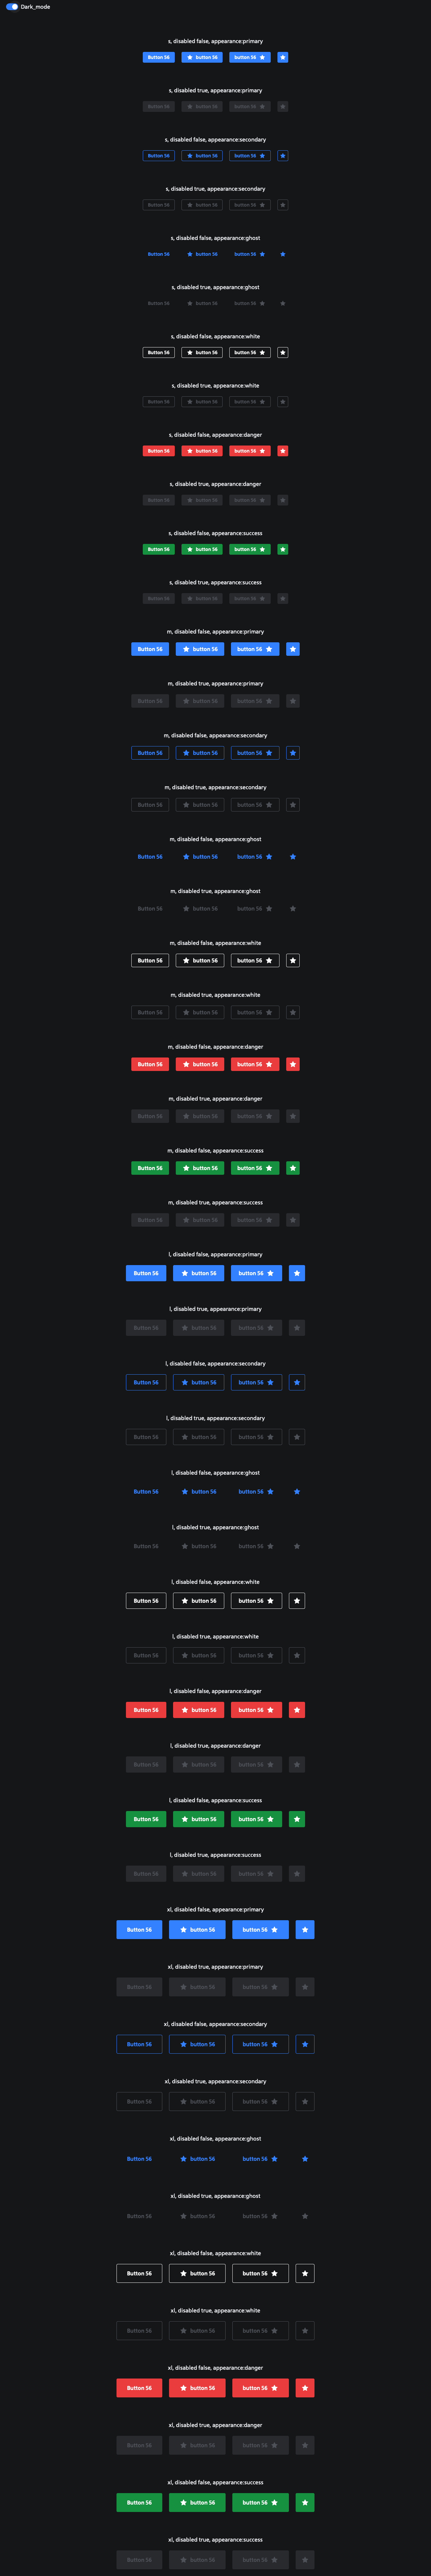 Dark_mode
s, disabled false, appearance:primary
Button 56 button 56 button 56
s, disabled true, appearance:primary
Button 56 button 56 button 56
s, disabled false, appearance:secondary
Button 56 button 56 button 56
s, disabled true, appearance:secondary
Button 56 button 56 button 56
s, disabled false, appearance:ghost
Button 56 button 56 button 56
s, disabled true, appearance:ghost
Button 56 button 56 button 56
s, disabled false, appearance:white
Button 56 button 56 button 56
s, disabled true, appearance:white
Button 56 button 56 button 56
s, disabled false, appearance:danger
Button 56 button 56 button 56
s, disabled true, appearance:danger
Button 56 button 56 button 56
s, disabled false, appearance:success
Button 56 button 56 button 56
s, disabled true, appearance:success
Button 56 button 56 button 56
m, disabled false, appearance:primary
Button 56 button 56 button 56
m, disabled true, appearance:primary
Button 56 button 56 button 56
m, disabled false, appearance:secondary
Button 56 button 56 button 56
m, disabled true, appearance:secondary
Button 56 button 56 button 56
m, disabled false, appearance:ghost
Button 56 button 56 button 56
m, disabled true, appearance:ghost
Button 56 button 56 button 56
m, disabled false, appearance:white
Button 56 button 56 button 56
m, disabled true, appearance:white
Button 56 button 56 button 56
m, disabled false, appearance:danger
Button 56 button 56 button 56
m, disabled true, appearance:danger
Button 56 button 56 button 56
m, disabled false, appearance:success
Button 56 button 56 button 56
m, disabled true, appearance:success
Button 56 button 56 button 56
l, disabled false, appearance:primary
Button 56 button 56 button 56
l, disabled true, appearance:primary
Button 56 button 56 button 56
l, disabled false, appearance:secondary
Button 56 button 56 button 56
l, disabled true, appearance:secondary
Button 56 button 56 button 56
l, disabled false, appearance:ghost
Button 56 button 56 button 56
l, disabled true, appearance:ghost
Button 56 button 56 button 56
l, disabled false, appearance:white
Button 56 button 56 button 56
l, disabled true, appearance:white
Button 56 button 56 button 56
l, disabled false, appearance:danger
Button 56 button 56 button 56
l, disabled true, appearance:danger
Button 56 button 56 button 56
l, disabled false, appearance:success
Button 56 button 56 button 56
l, disabled true, appearance:success
Button 56 button 56 button 56
xl, disabled false, appearance:primary
Button 56 button 56 button 56
xl, disabled true, appearance:primary
Button 56 button 56 button 56
xl, disabled false, appearance:secondary
Button 56 button 56 button 56
xl, disabled true, appearance:secondary
Button 56 button 56 button 56
xl, disabled false, appearance:ghost
Button 56 button 56 button 56
xl, disabled true, appearance:ghost
Button 56 button 56 button 56
xl, disabled false, appearance:white
Button 56 button 56 button 56
xl, disabled true, appearance:white
Button 56 button 56 button 56
xl, disabled false, appearance:danger
Button 56 button 56 button 56
xl, disabled true, appearance:danger
Button 56 button 56 button 56
xl, disabled false, appearance:success
Button 56 button 56 button 56
xl, disabled true, appearance:success
Button 56 button 56 button 56